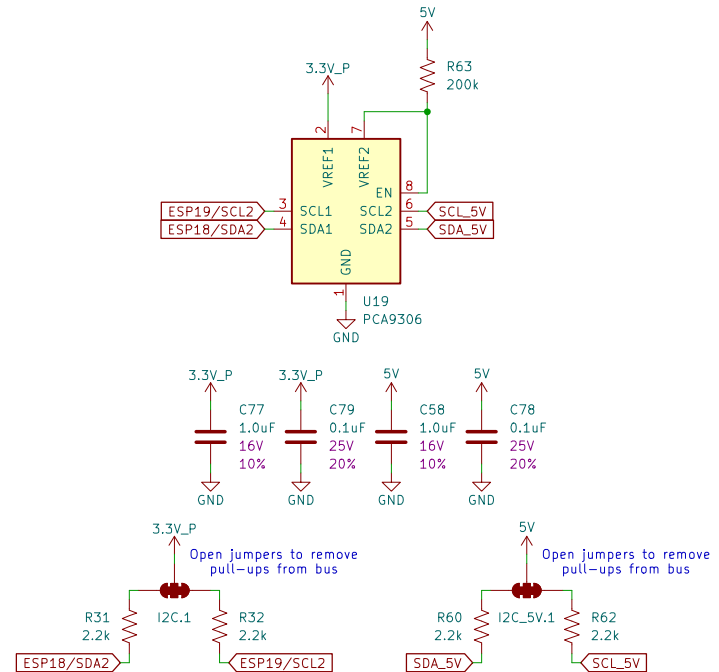 5V
R63
200k
3.3V_P
2
7
VREF1
VREF2
EN
8
ESP19/SCL2
3
SCL1
SCL2
6
SCL_5V
ESP18/SDA2
4
SDA1
SDA2
5
SDA_5V
GND
1
U19
PCA9306
GND
3.3V_P
3.3V_P
5V
5V
C77
1.0uF
16V
10%
C79
0.1uF
25V
20%
C58
1.0uF
16V
10%
C78
0.1uF
25V
20%
GND
GND
GND
GND
3.3V_P
Open jumpers to remove
pull-ups from bus
I2C.1
R31
2.2k
R32
2.2k
ESP18/SDA2
ESP19/SCL2
5V
Open jumpers to remove
pull-ups from bus
I2C_5V.1
R60
2.2k
R62
2.2k
SDA_5V
SCL_5V